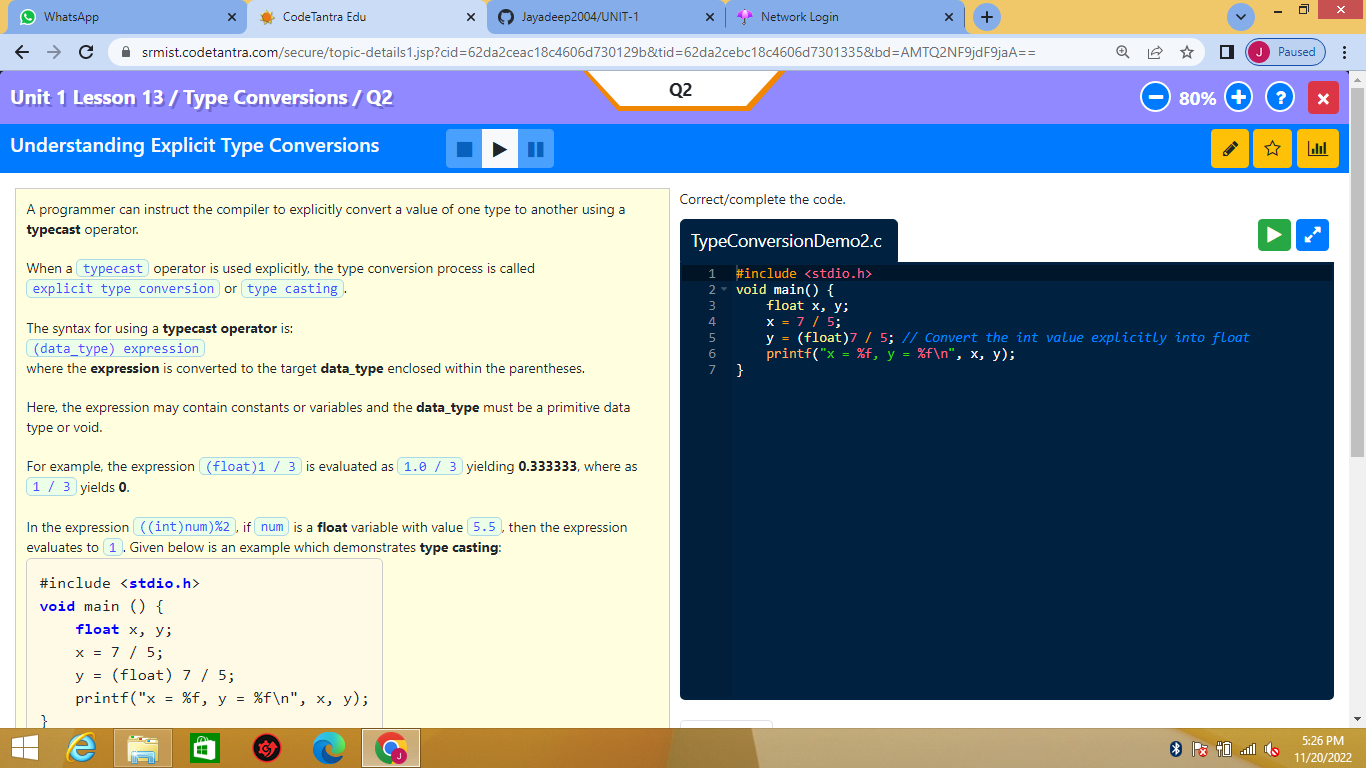 WhatsApp
CodeTantra Edu
Jayadeep2004/UNIT-1
Network Login
srmist.codetantra.com/secure/topic-details1.jsp?cid=62da2ceac18c4606d730129b&tid=62da2cebc18c4606d7301335&bd=AMTQ2NF9jdF9jaA==
J Paused
Unit 1 Lesson 13 / Type Conversions / Q2
Q2
80%
?
Understanding Explicit Type Conversions
A programmer can instruct the compiler to explicitly convert a value of one type to another using a
typecast operator.
When a typecast operator is used explicitly, the type conversion process is called
explicit type conversion or type casting.
The syntax for using a typecast operator is:
(data_type) expression
where the expression is converted to the target data_type enclosed within the parentheses.
Here, the expression may contain constants or variables and the data_type must be a primitive data
type or void.
For example, the expression (float)1 / 3 is evaluated as 1.0 / 3 yielding 0.333333, where as
1 / 3 yields 0.
In the expression ((int)num)%2, if num is a float variable with value 5.5, then the expression
evaluates to 1. Given below is an example which demonstrates type casting:
#include <stdio.h>
void main () {
float x, y;
x = 7 / 5;
y = (float) 7 / 5;
printf("x = %f, y = %f\n", x, y);
}
Correct/complete the code.
TypeConversionDemo2.c
1 #include <stdio.h>
2 void main() {
3 float x, y;
4 x = 7 / 5;
5 y = (float)7 / 5; // Convert the int value explicitly into float
6 printf("x = %f, y = %f\n", x, y);
7 }
J
5:26 PM
11/20/2022